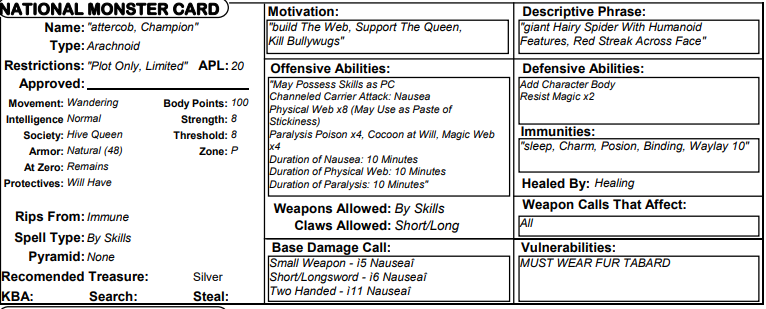 NATIONAL MONSTER CARD
Name: "attercob, Champion"
Type: Arachnoid
Restrictions: "Plot Only, Limited" APL: 20
Approved:
Movement: Wandering Body Points: 100
Intelligence Normal Strength: 8
Society: Hive Queen Threshold: 8
Armor: Natural (48) Zone: P
At Zero: Remains
Protectives: Will Have
Rips From: Immune
Spell Type: By Skills
Pyramid: None
Recomended Treasure: Silver
KBA: Search: Steal:
Motivation:
"build The Web, Support The Queen,
Kill Bullywugs"
Offensive Abilities:
"May Possess Skills as PC
Channeled Carrier Attack: Nausea
Physical Web x8 (May Use as Paste of
Stickiness)
Paralysis Poison x4, Cocoon at Will, Magic Web
x4
Duration of Nausea: 10 Minutes
Duration of Physical Web: 10 Minutes
Duration of Paralysis: 10 Minutes"
Weapons Allowed: By Skills
Claws Allowed: Short/Long
Base Damage Call:
Small Weapon - ì5 Nauseaî
Short/Longsword - ì6 Nauseaî
Two Handed - ì11 Nauseaî
Descriptive Phrase:
"giant Hairy Spider With Humanoid
Features, Red Streak Across Face"
Defensive Abilities:
Add Character Body
Resist Magic x2
Immunities:
"sleep, Charm, Posion, Binding, Waylay 10"
Healed By: Healing
Weapon Calls That Affect:
All
Vulnerabilities:
MUST WEAR FUR TABARD